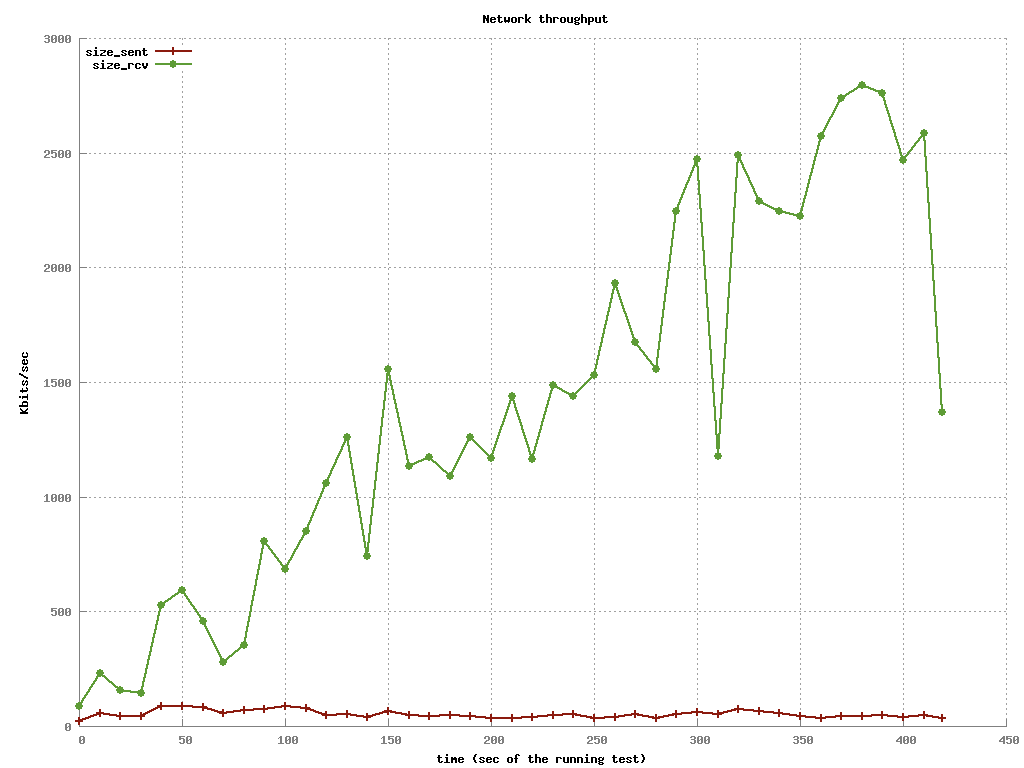 Network throughput
size_sent
size_rcv
3000
2500
2000
1500
1000
500
0
Kbits/sec
0 50 100 150 200 250 300 350 400 450
time (sec of the running test)